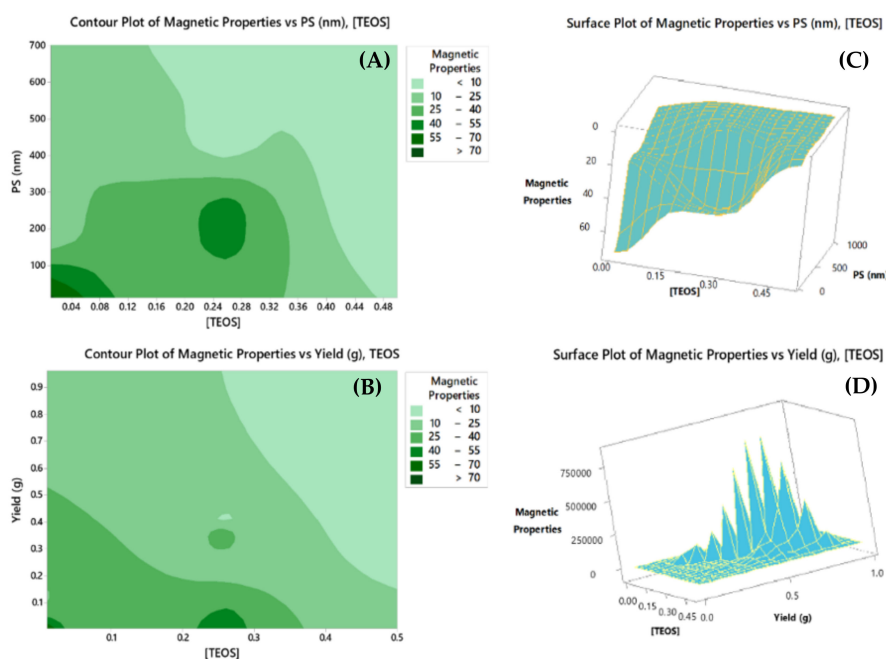 Contour Plot of Magnetic Properties vs PS (nm), [TEOS]
(A)
700
600
500
400
300
200
100
PS (nm)
0.04 0.08 0.12 0.16 0.20 0.24 0.28 0.32 0.36 0.40 0.44 0.48
[TEOS]
Magnetic
Properties
< 10
10 – 25
25 – 40
40 – 55
55 – 70
> 70
Surface Plot of Magnetic Properties vs PS (nm), [TEOS]
(C)
0
20
40
60
Magnetic
Properties
0.00
0.15
0.30
0.45
[TEOS]
1000
500
0
PS (nm)
Contour Plot of Magnetic Properties vs Yield (g), TEOS
(B)
0.9
0.8
0.7
0.6
0.5
0.4
0.3
0.2
0.1
Yield (g)
0.1 0.2 0.3 0.4 0.5
[TEOS]
Magnetic
Properties
< 10
10 – 25
25 – 40
40 – 55
55 – 70
> 70
Surface Plot of Magnetic Properties vs Yield (g), [TEOS]
(D)
750000
500000
250000
0
Magnetic
Properties
0.00
0.15
0.30
0.45
[TEOS]
0.0
0.5
1.0
Yield (g)